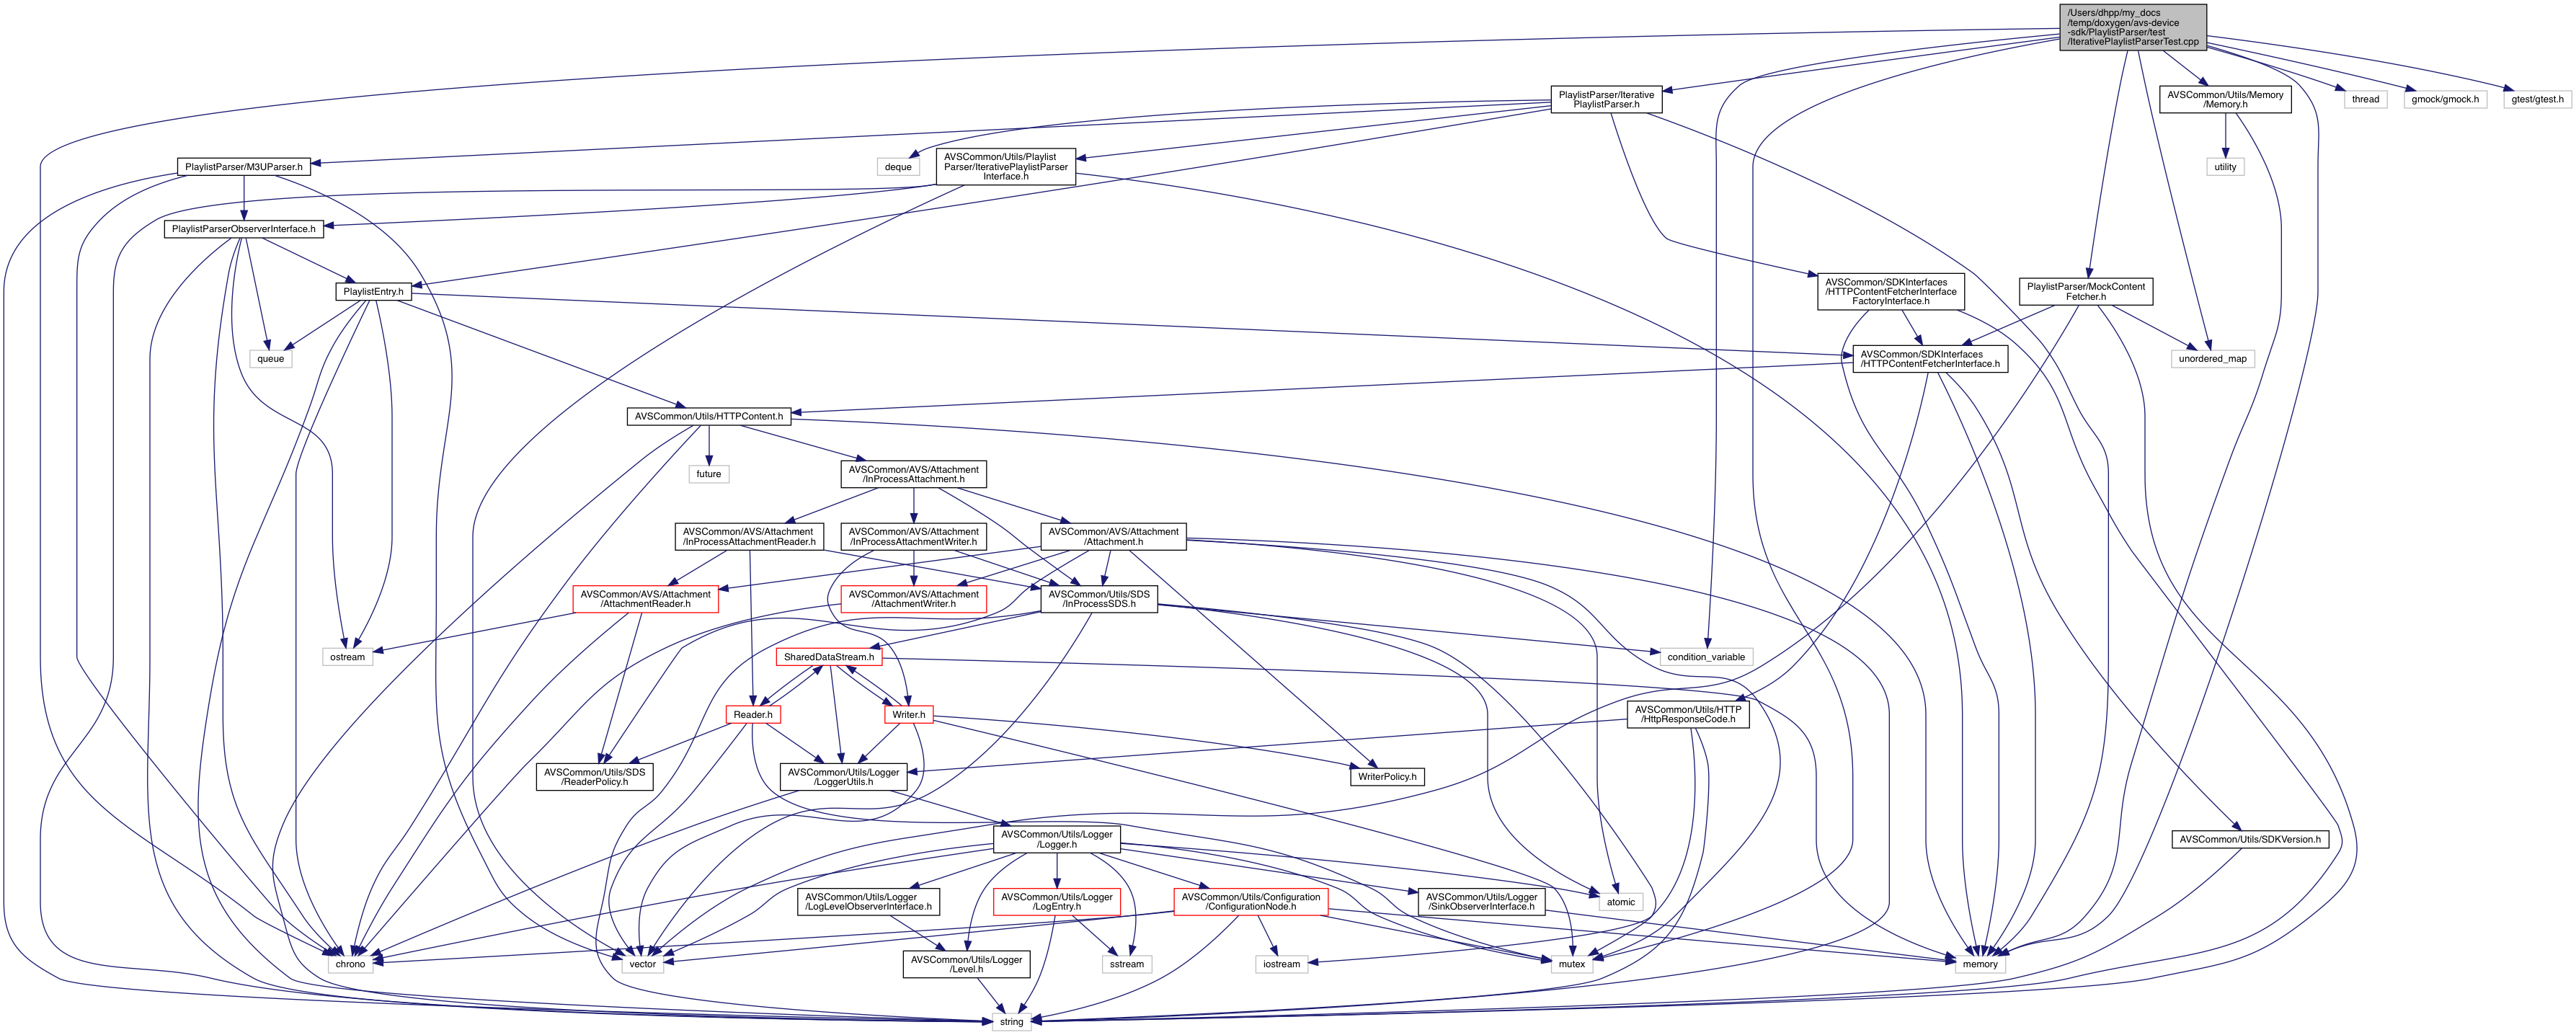 /Users/dhpp/my_docs
/temp/doxygen/avs-device
-sdk/PlaylistParser/test
/IterativePlaylistParserTest.cpp
PlaylistParser/Iterative
PlaylistParser.h
AVSCommon/Utils/Memory
/Memory.h
thread
gmock/gmock.h
gtest/gtest.h
PlaylistParser/M3UParser.h
deque
AVSCommon/Utils/Playlist
Parser/IterativePlaylistParser
Interface.h
utility
PlaylistParserObserverInterface.h
PlaylistEntry.h
AVSCommon/SDKInterfaces
/HTTPContentFetcherInterface
FactoryInterface.h
PlaylistParser/MockContent
Fetcher.h
queue
AVSCommon/SDKInterfaces
/HTTPContentFetcherInterface.h
unordered_map
AVSCommon/Utils/HTTPContent.h
future
AVSCommon/AVS/Attachment
/InProcessAttachment.h
AVSCommon/AVS/Attachment
/InProcessAttachmentReader.h
AVSCommon/AVS/Attachment
/InProcessAttachmentWriter.h
AVSCommon/AVS/Attachment
/Attachment.h
AVSCommon/AVS/Attachment
/AttachmentReader.h
AVSCommon/AVS/Attachment
/AttachmentWriter.h
AVSCommon/Utils/SDS
/InProcessSDS.h
ostream
SharedDataStream.h
condition_variable
Reader.h
Writer.h
AVSCommon/Utils/HTTP
/HttpResponseCode.h
AVSCommon/Utils/SDS
/ReaderPolicy.h
AVSCommon/Utils/Logger
/LoggerUtils.h
WriterPolicy.h
AVSCommon/Utils/Logger
/Logger.h
AVSCommon/Utils/SDKVersion.h
AVSCommon/Utils/Logger
/LogLevelObserverInterface.h
AVSCommon/Utils/Logger
/LogEntry.h
AVSCommon/Utils/Configuration
/ConfigurationNode.h
AVSCommon/Utils/Logger
/SinkObserverInterface.h
atomic
chrono
vector
AVSCommon/Utils/Logger
/Level.h
sstream
iostream
mutex
memory
string